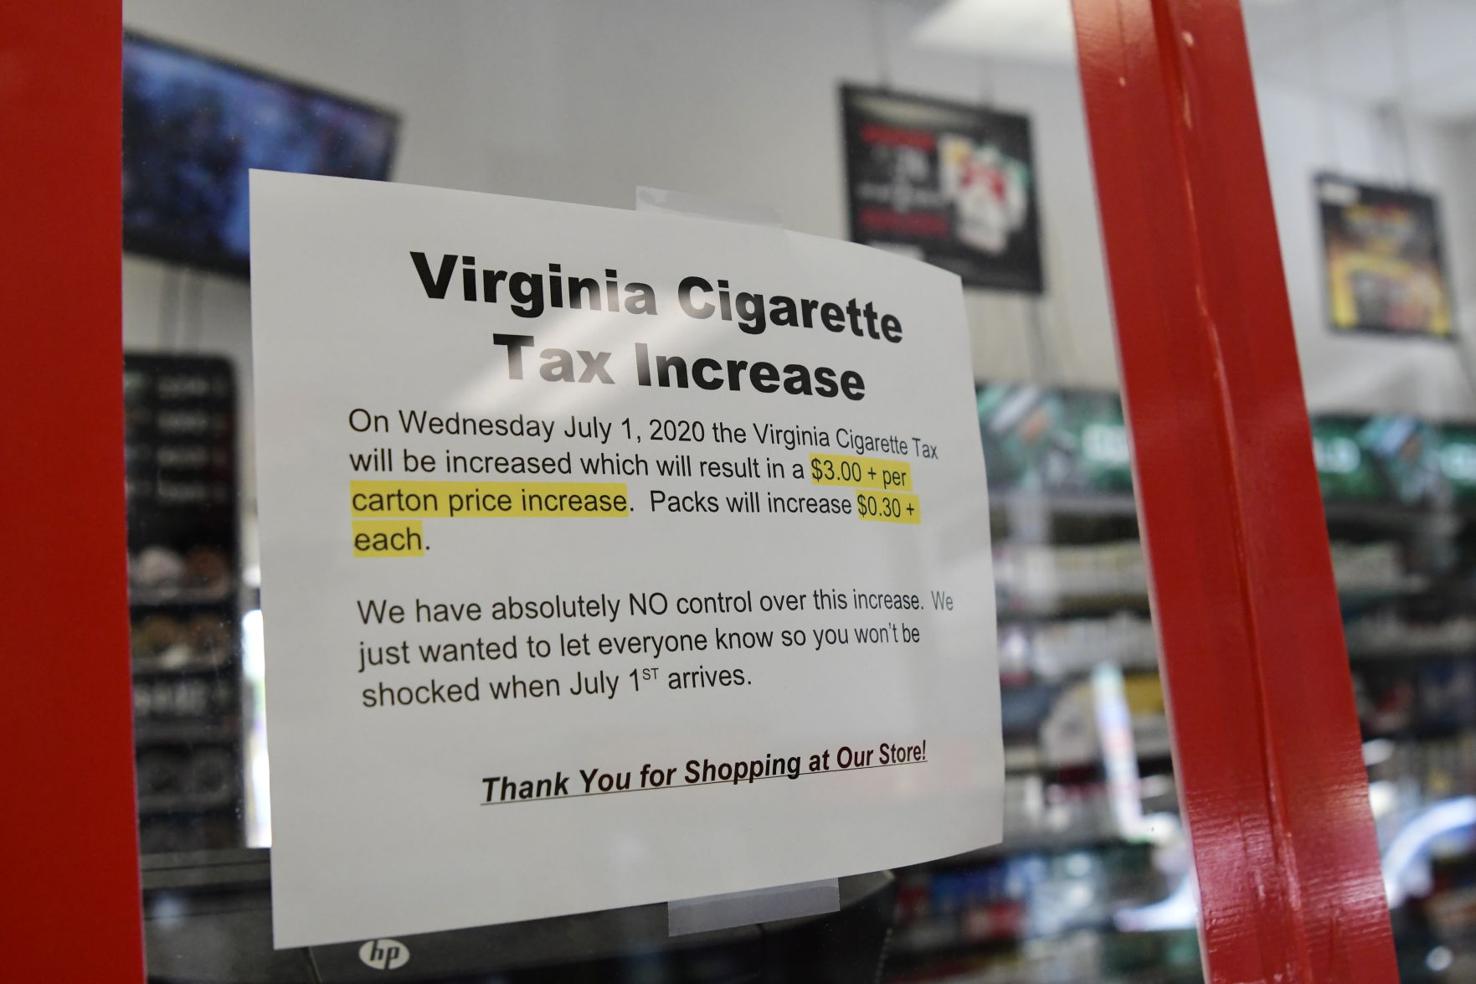 Virginia Cigarette
Tax Increase
On Wednesday July 1, 2020 the Virginia Cigarette Tax
will be increased which will result in a $3.00 + per
carton price increase. Packs will increase $0.30 +
each.
We have absolutely NO control over this increase. We
just wanted to let everyone know so you won't be
shocked when July 1ST arrives.
Thank You for Shopping at Our Store!
hp